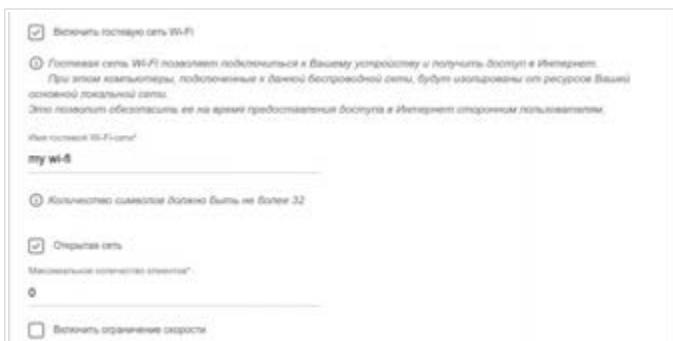 Включить гостевую сеть Wi-Fi
Гостевая сеть Wi-Fi позволяет подключиться к Вашему устройству и получить доступ в Интернет.
При этом компьютеры, подключенные к данной беспроводной сети, будут изолированы от ресурсов Вашей
основной локальной сети.
Это позволит обезопасить ее на время предоставления доступа в Интернет сторонним пользователям.
Имя гостевой Wi-Fi-сети*
my wi-fi
Количество символов должно быть не более 32
Открытая сеть
Максимальное количество клиентов*
0
Включить ограничение скорости